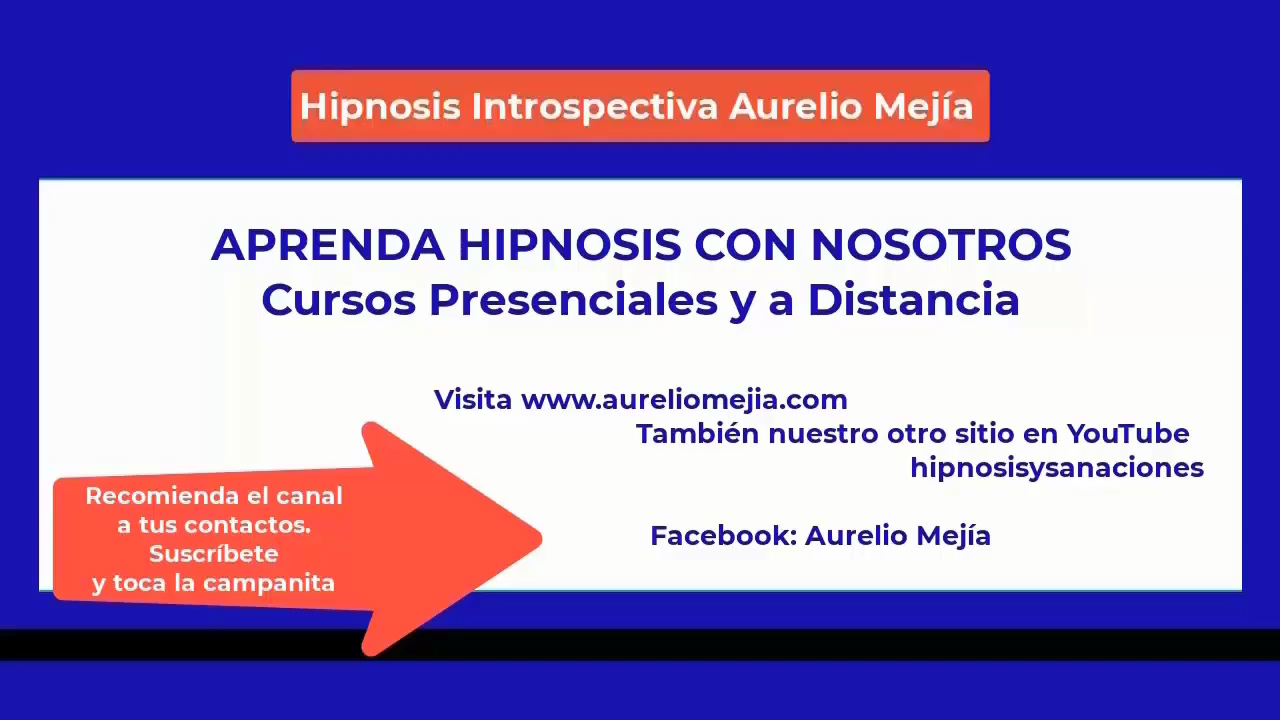 Hipnosis Introspectiva Aurelio Mejía
APRENDA HIPNOSIS CON NOSOTROS
Cursos Presenciales y a Distancia
Visita www.aureliomejia.com
También nuestro otro sitio en YouTube
hipnosisysanaciones
Facebook: Aurelio Mejía
Recomienda el canal
a tus contactos.
Suscríbete
y toca la campanita